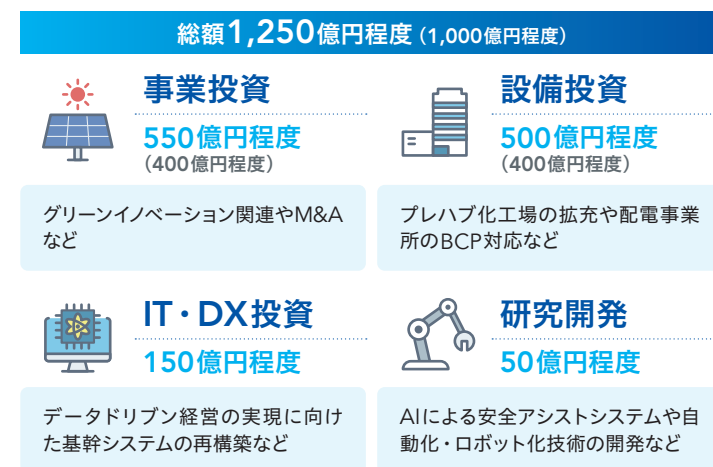 総額1,250億円程度（1,000億円程度）
事業投資
550億円程度
（400億円程度）
グリーンイノベーション関連やM&A
など
設備投資
500億円程度
（400億円程度）
プレハブ化工場の拡充や配電事業
所のBCP対応など
IT・DX投資
150億円程度
データドリブン経営の実現に向け
た基幹システムの再構築など
研究開発
50億円程度
AIによる安全アシストシステムや自
動化・ロボット化技術の開発など